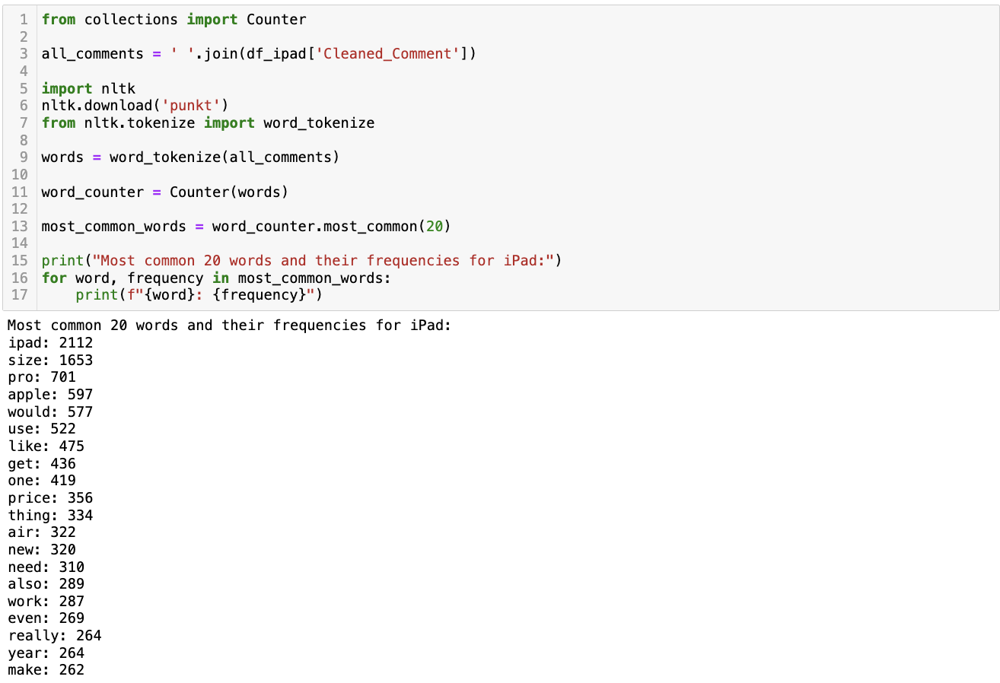 1 from collections import Counter
2
3 all_comments = ' '.join(df_ipad['Cleaned_Comment'])
4
5 import nltk
6 nltk.download('punkt')
7 from nltk.tokenize import word_tokenize
8
9 words = word_tokenize(all_comments)
10
11 word_counter = Counter(words)
12
13 most_common_words = word_counter.most_common(20)
14
15 print("Most common 20 words and their frequencies for iPad:")
16 for word, frequency in most_common_words:
17     print(f"{word}: {frequency}")
Most common 20 words and their frequencies for iPad:
ipad: 2112
size: 1653
pro: 701
apple: 597
would: 577
use: 522
like: 475
get: 436
one: 419
price: 356
thing: 334
air: 322
new: 320
need: 310
also: 289
work: 287
even: 269
really: 264
year: 264
make: 262